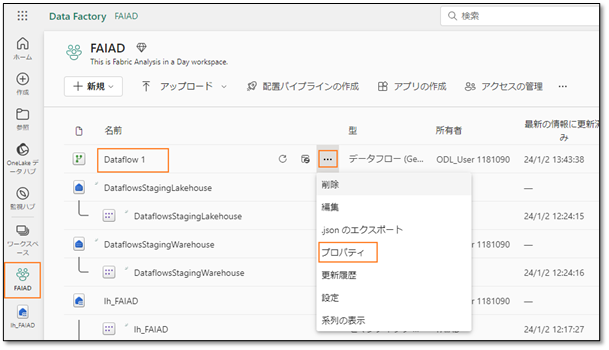 Data Factory FAIAD
検索
ホーム
作成
参照
OneLake デー
タ ハブ
監視ハブ
ワークスペ
ース
FAIAD
lh_FAIAD
FAIAD
This is Fabric Analysis in a Day workspace.
新規
アップロード
配置パイプラインの作成
アプリの作成
アクセスの管理
名前
型
所有者
最新の情報に更新済
み
Dataflow 1
データフロー (Ge...
ODL_User 1181090
24/1/2 13:43:38
DataflowsStagingLakehouse
1181090
—
DataflowsStagingLakehouse
24/1/2 12:24:15
DataflowsStagingWarehouse
1181090
—
DataflowsStagingWarehouse
24/1/2 12:24:16
lh_FAIAD
1181090
—
lh_FAIAD
24/1/2 12:17:27
削除
編集
.json のエクスポート
プロパティ
更新履歴
設定
系列の表示